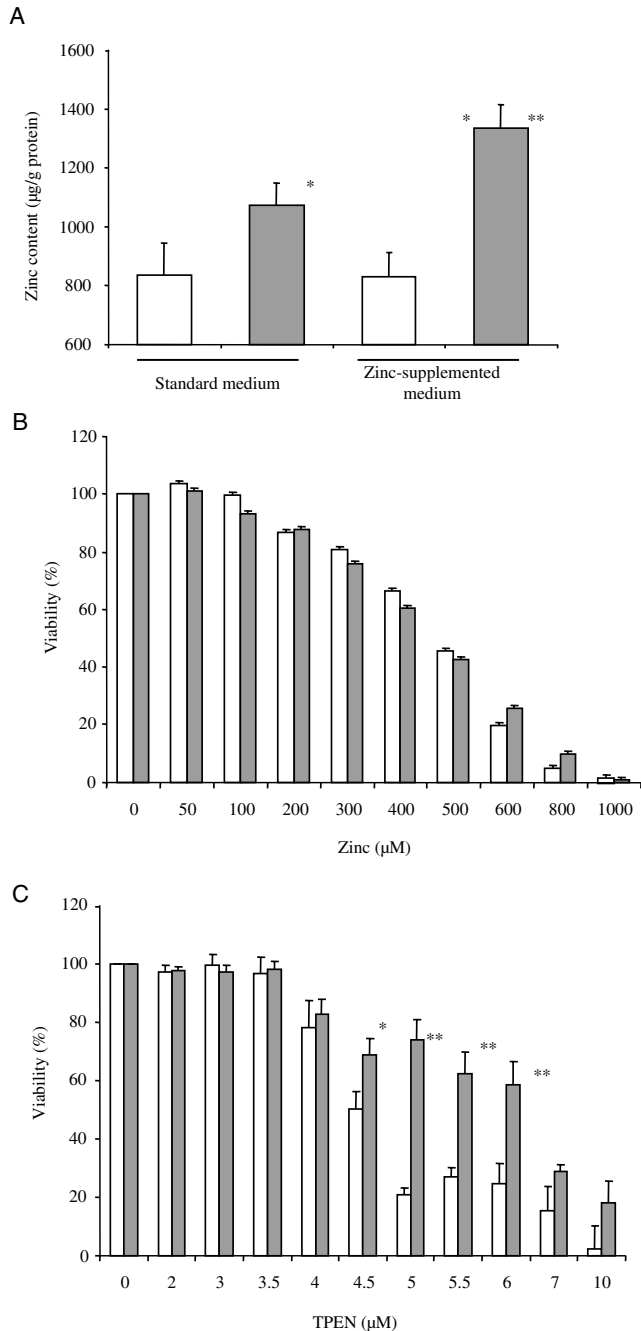 A
Zinc content (µg/g protein)
1600
1400
1200
1000
800
600
*
*
**
Standard medium
Zinc-supplemented
medium
B
Viability (%)
120
100
80
60
40
20
0
0 50 100 200 300 400 500 600 800 1000
Zinc (µM)
C
Viability (%)
120
100
80
60
40
20
0
*
**
**
**
0 2 3 3.5 4 4.5 5 5.5 6 7 10
TPEN (µM)